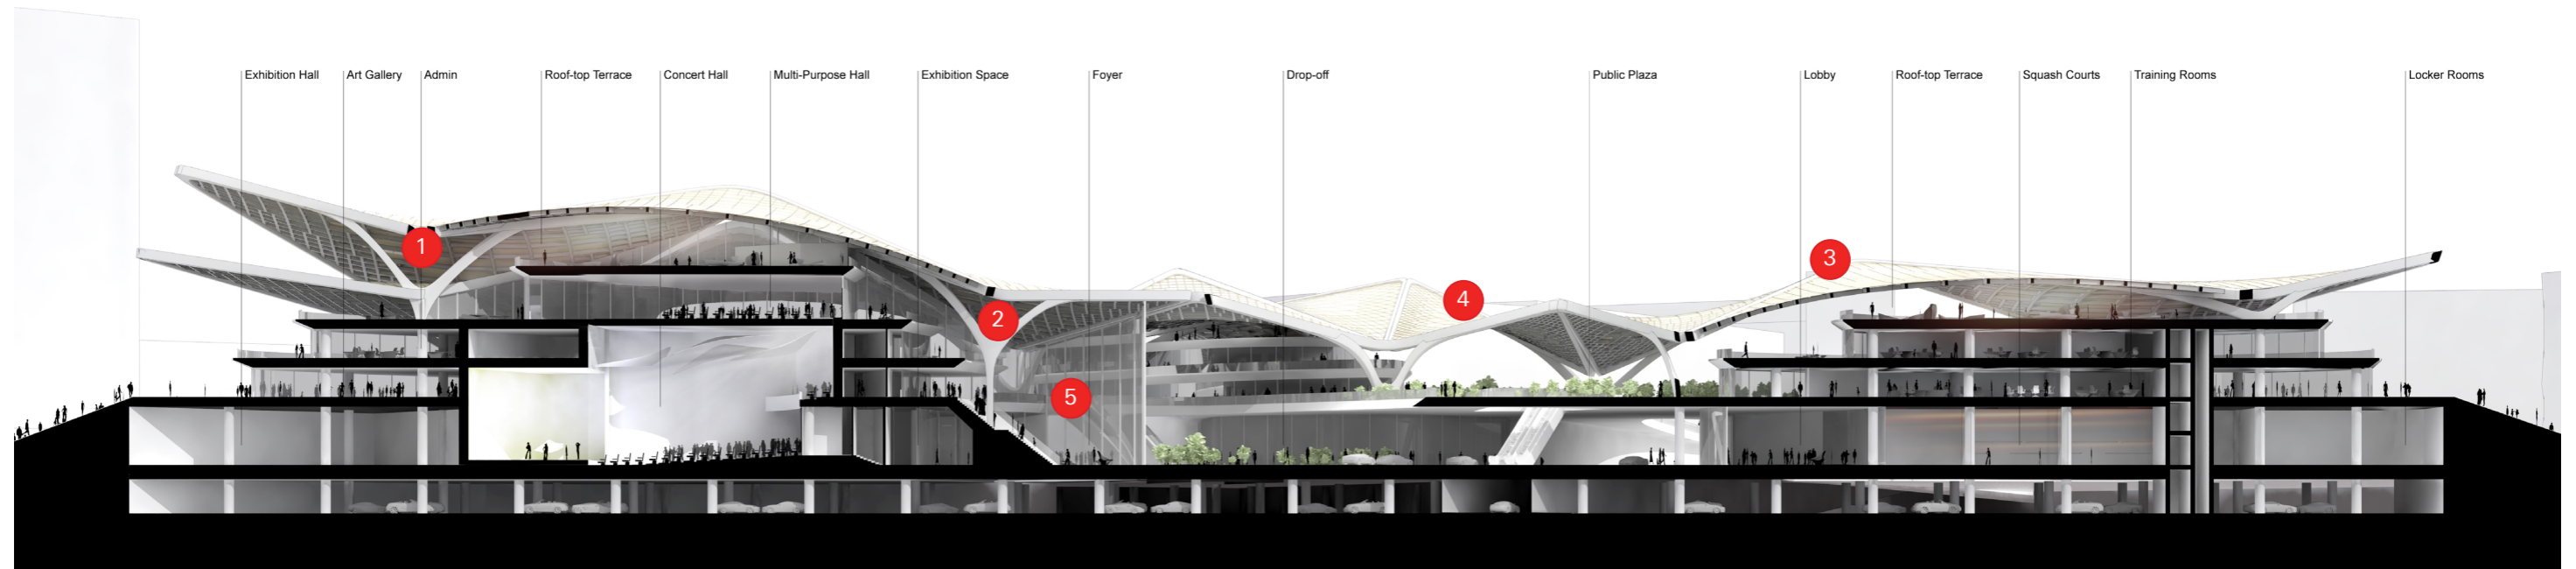 Exhibition Hall
Art Gallery
Admin
Roof-top Terrace
Concert Hall
Multi-Purpose Hall
Exhibition Space
Foyer
Drop-off
Public Plaza
Lobby
Roof-top Terrace
Squash Courts
Training Rooms
Locker Rooms
1
2
3
4
5